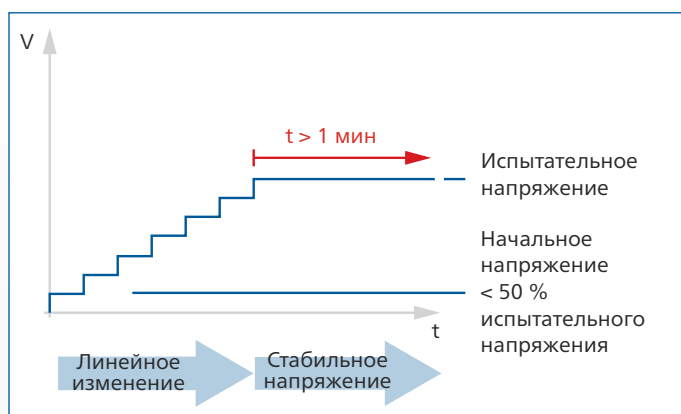 V
t > 1 мин
Испытательное
напряжение
Начальное
напряжение
< 50 %
испытательного
напряжения
t
Линейное
изменение
Стабильное
напряжение